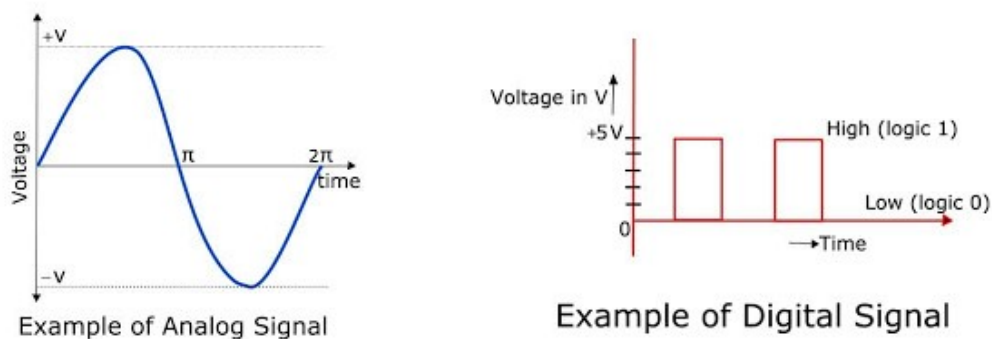 +V
Voltage
π
2π
time
−V
Example of Analog Signal
Voltage in V
+5V
High (logic 1)
Low (logic 0)
0
Time
Example of Digital Signal